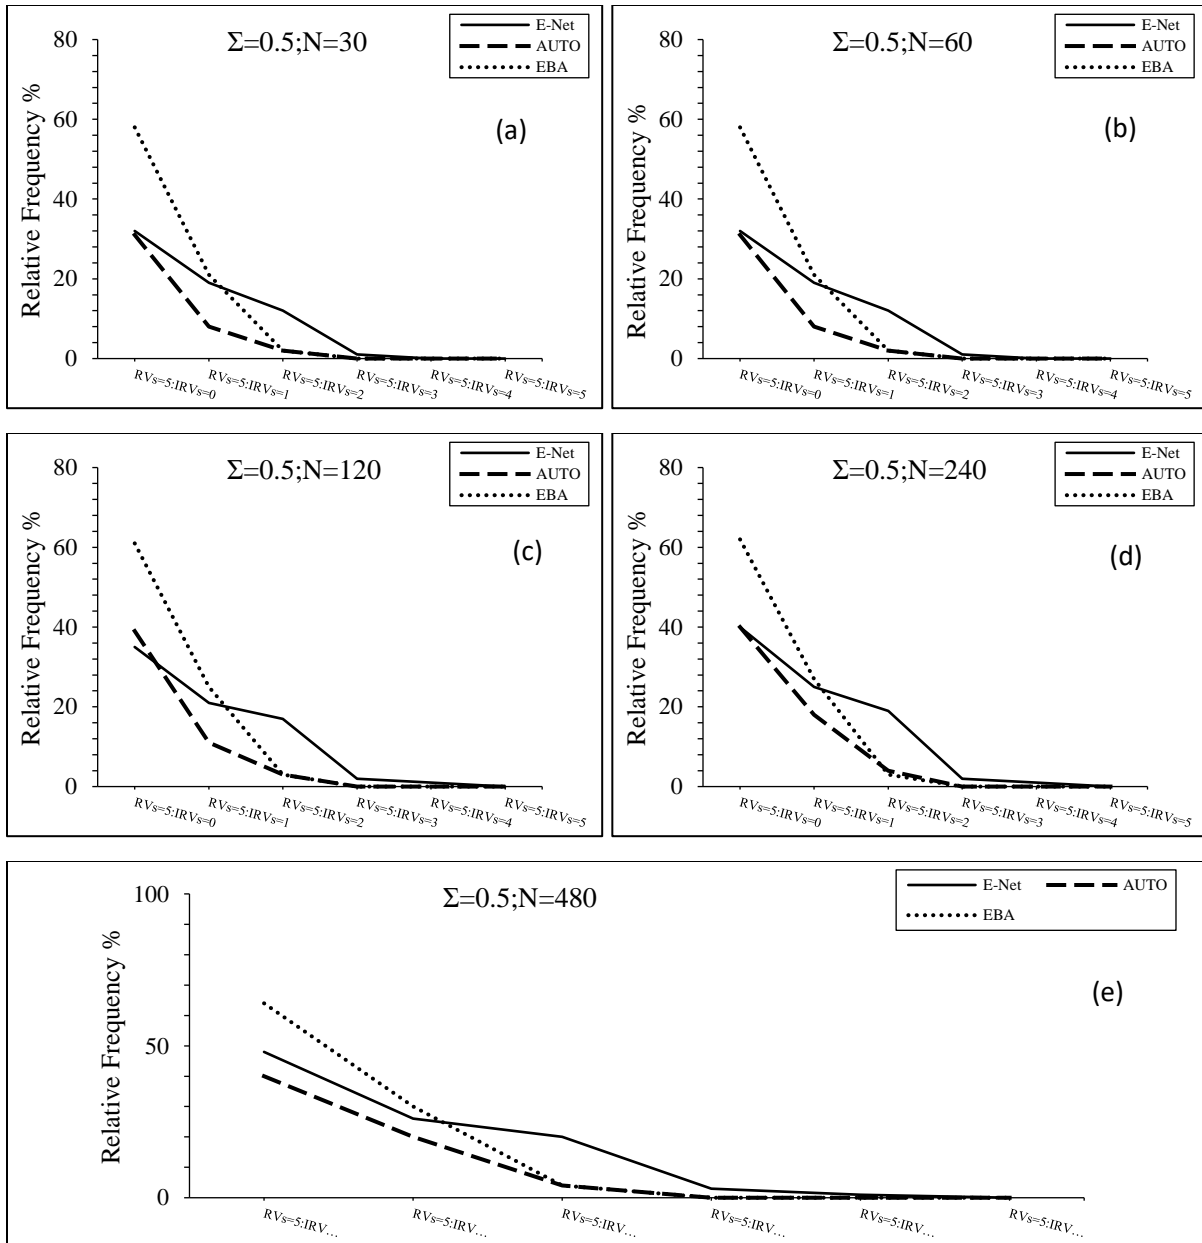 Σ=0.5;N=30
E-Net
AUTO
EBA
(a)
Relative Frequency %
80
60
40
20
0
RVs=5:IRVs=0
RVs=5:IRVs=1
RVs=5:IRVs=2
RVs=5:IRVs=3
RVs=5:IRVs=4
RVs=5:IRVs=5
Σ=0.5;N=60
E-Net
AUTO
EBA
(b)
Relative Frequency %
80
60
40
20
0
RVs=5:IRVs=0
RVs=5:IRVs=1
RVs=5:IRVs=2
RVs=5:IRVs=3
RVs=5:IRVs=4
RVs=5:IRVs=5
Σ=0.5;N=120
E-Net
AUTO
EBA
(c)
Relative Frequency %
80
60
40
20
0
RVs=5:IRVs=0
RVs=5:IRVs=1
RVs=5:IRVs=2
RVs=5:IRVs=3
RVs=5:IRVs=4
RVs=5:IRVs=5
Σ=0.5;N=240
E-Net
AUTO
EBA
(d)
Relative Frequency %
80
60
40
20
0
RVs=5:IRVs=0
RVs=5:IRVs=1
RVs=5:IRVs=2
RVs=5:IRVs=3
RVs=5:IRVs=4
RVs=5:IRVs=5
Σ=0.5;N=480
E-Net
AUTO
EBA
(e)
Relative Frequency %
100
50
0
RVs=5:IRV...
RVs=5:IRV...
RVs=5:IRV...
RVs=5:IRV...
RVs=5:IRV...
RVs=5:IRV...